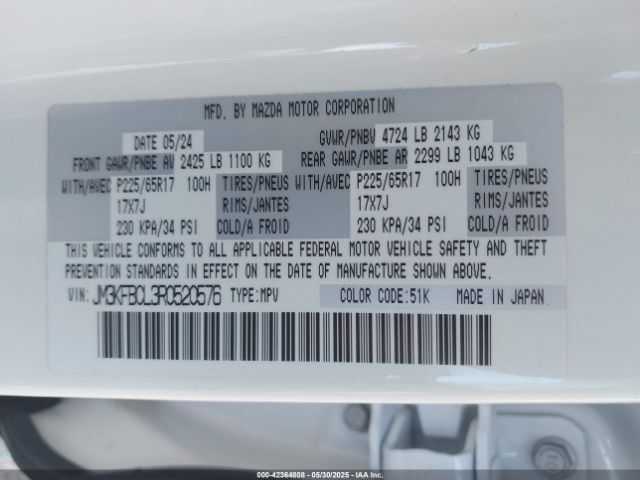 MFD. BY MAZDA MOTOR CORPORATION
DATE 05/24 GVWR/PNBV 4724 LB 2143 KG
FRONT GAWR/PNBE AV 2425 LB 1100 KG REAR GAWR/PNBE AR 2299 LB 1043 KG
WITH/AVEC P225/65R17 100H TIRES/PNEUS WITH/AVEC P225/65R17 100H TIRES/PNEUS
17X7J RIMS/JANTES 17X7J RIMS/JANTES
230 KPA/34 PSI COLD/A FROID 230 KPA/34 PSI COLD/A FROID
THIS VEHICLE CONFORMS TO ALL APPLICABLE FEDERAL MOTOR VEHICLE SAFETY AND THEFT
PREVENTION STANDARDS IN EFFECT ON THE DATE OF MANUFACTURE SHOWN ABOVE.
VIN: JM3KFBCL3R0520576 TYPE:MPV COLOR CODE:51K MADE IN JAPAN
000-42364808 - 05/30/2025 - IAA Inc.